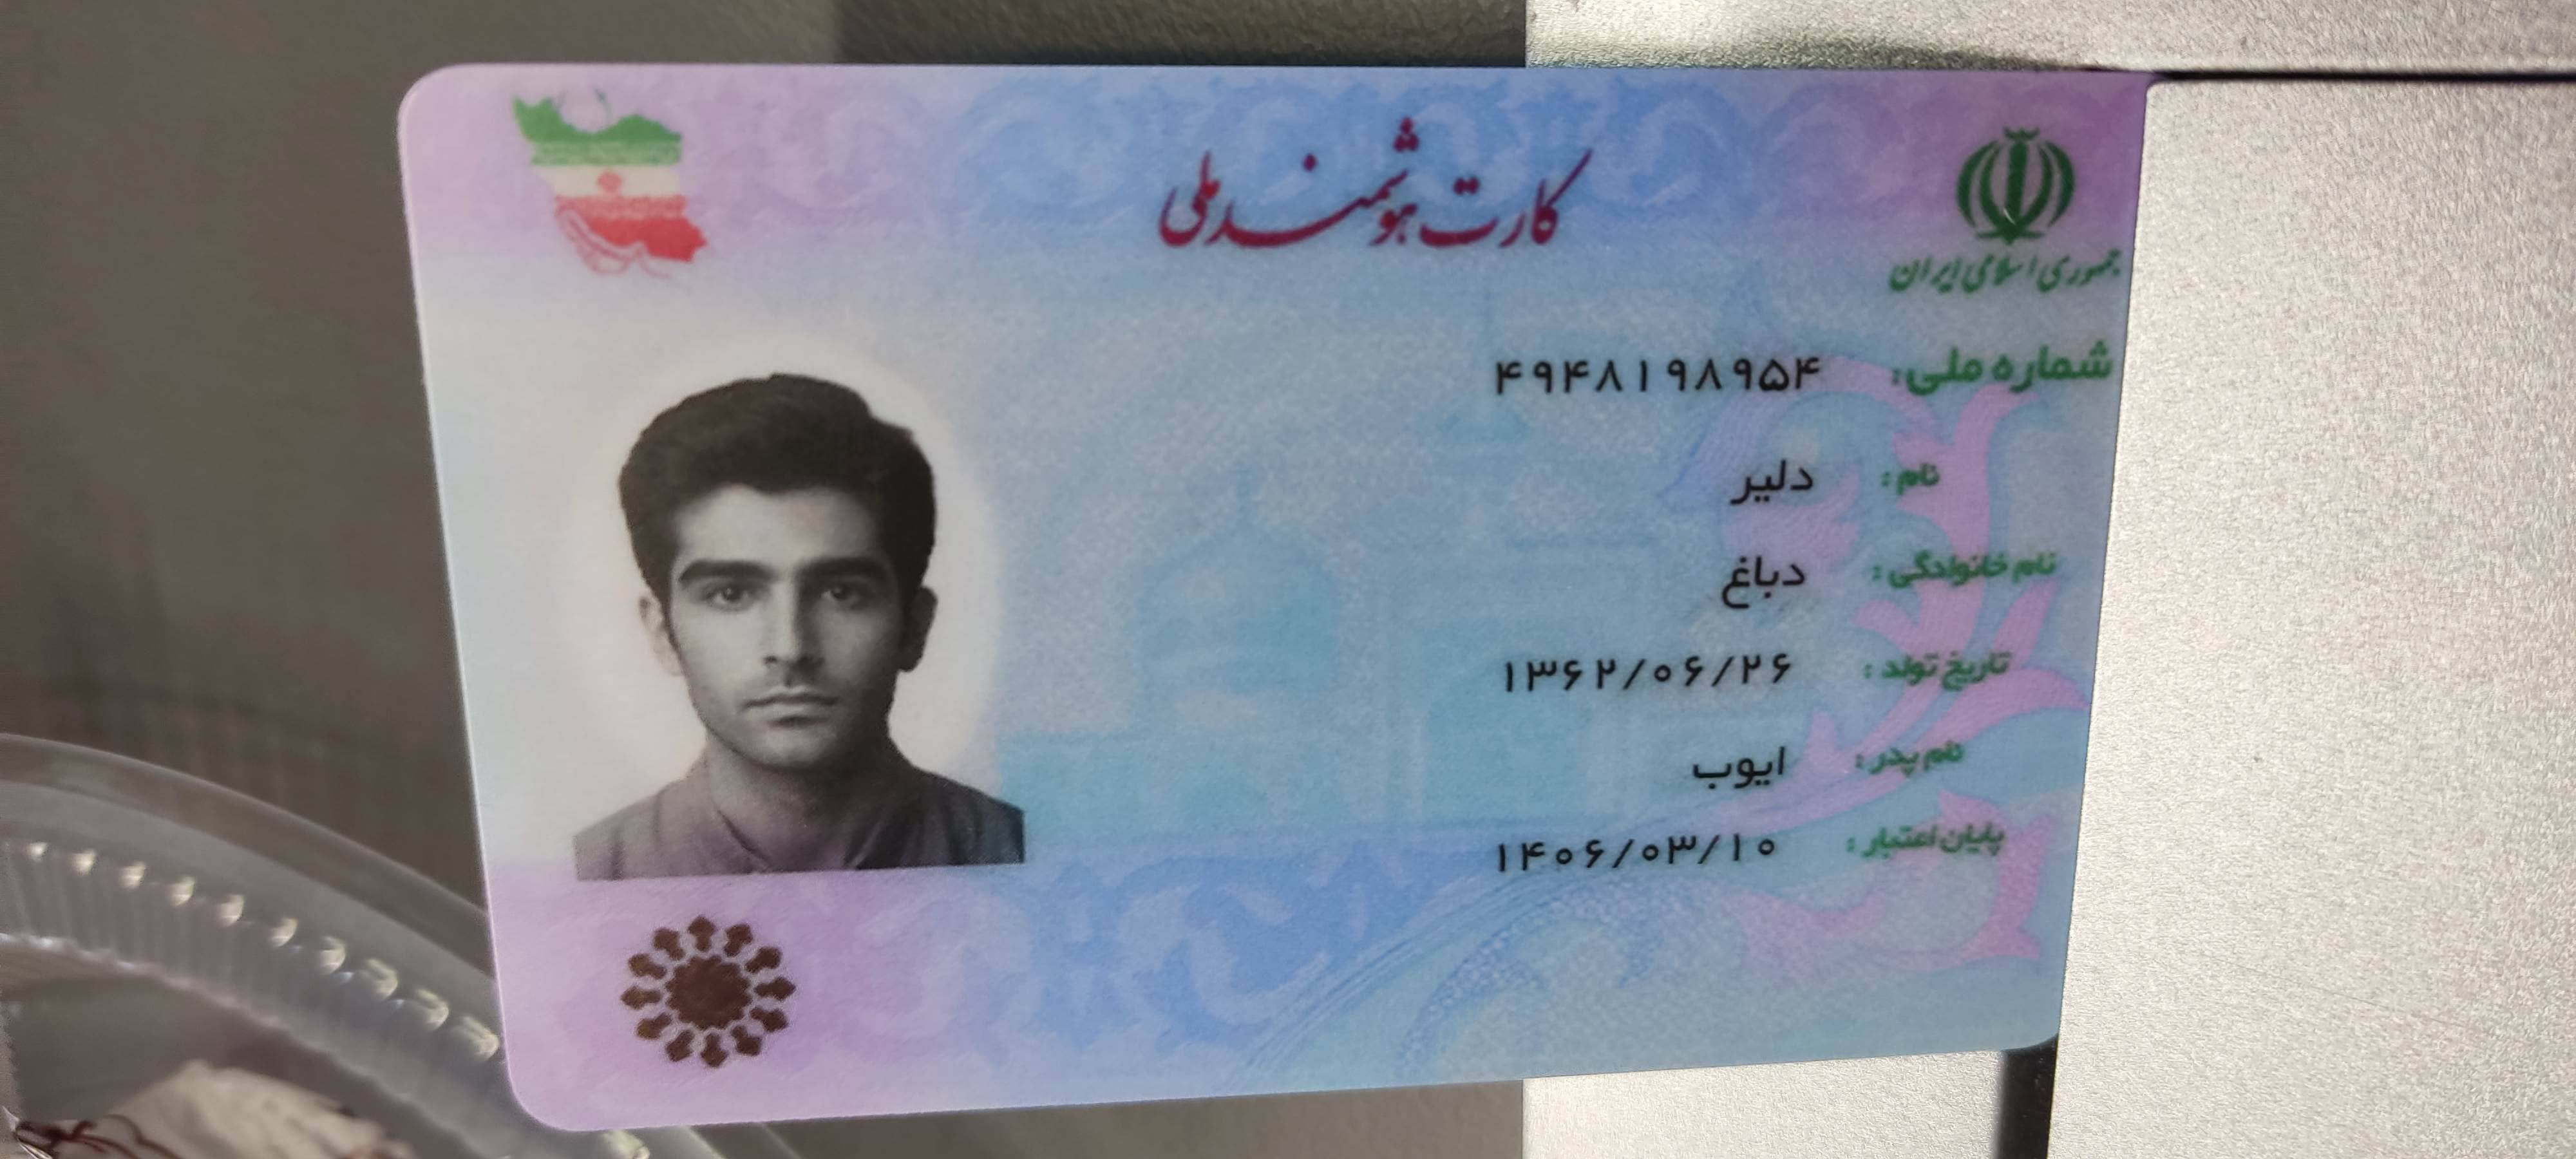 کارت هوشمند ملی
جمهوری اسلامی ایران
شماره ملی: ۴۹۴۸۱۹۸۹۵۴
نام: دلیر
نام خانوادگی: دباغ
تاریخ تولد: ۱۳۶۲/۰۶/۲۶
نام پدر: ایوب
پایان اعتبار: ۱۴۰۶/۰۳/۱۰